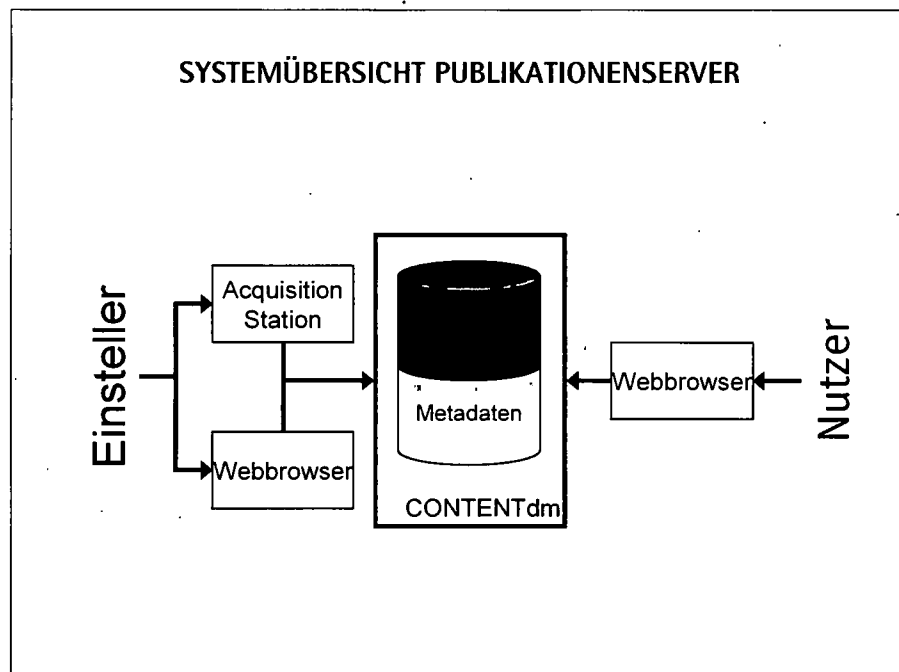 SYSTEMÜBERSICHT PUBLIKATIONENSERVER
Einsteller
Acquisition
Station
Webbrowser
Metadaten
CONTENTdm
Webbrowser
Nutzer